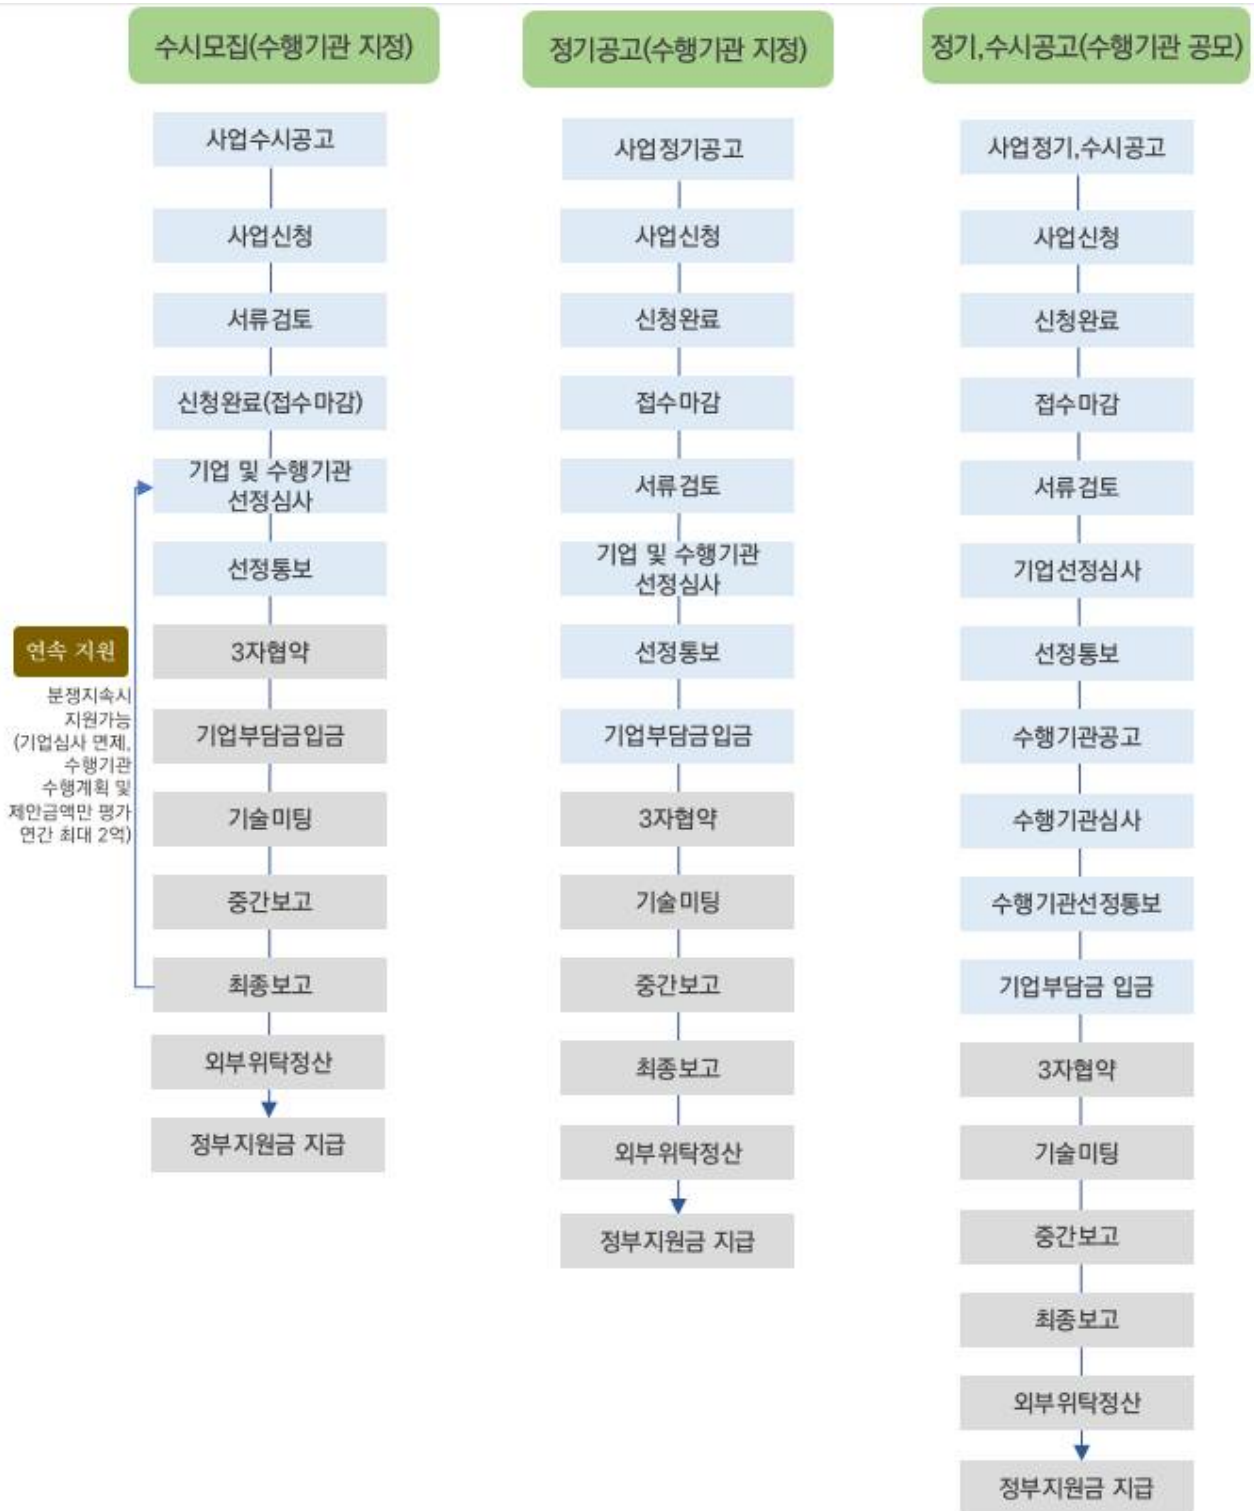 수시모집(수행기관 지정)
사업수시공고
사업신청
서류검토
신청완료(접수마감)
기업 및 수행기관
선정심사
선정통보
3자협약
기업부담금입금
기술미팅
중간보고
최종보고
외부위탁정산
정부지원금 지급
연속 지원
분쟁지속시
지원가능
(기업심사 면제,
수행기관
수행계획 및
제안금액만 평가
연간 최대 2억)
정기공고(수행기관 지정)
사업정기공고
사업신청
신청완료
접수마감
서류검토
기업 및 수행기관
선정심사
선정통보
기업부담금입금
3자협약
기술미팅
중간보고
최종보고
외부위탁정산
정부지원금 지급
정기,수시공고(수행기관 공모)
사업정기,수시공고
사업신청
신청완료
접수마감
서류검토
기업선정심사
선정통보
수행기관공고
수행기관심사
수행기관선정통보
기업부담금 입금
3자협약
기술미팅
중간보고
최종보고
외부위탁정산
정부지원금 지급